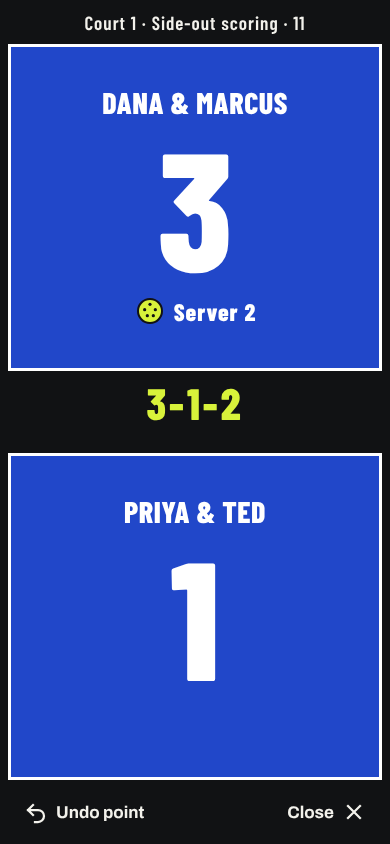 Court 1 · Side-out scoring · 11
DANA & MARCUS
3
Server 2
3-1-2
PRIYA & TED
1
Undo point
Close